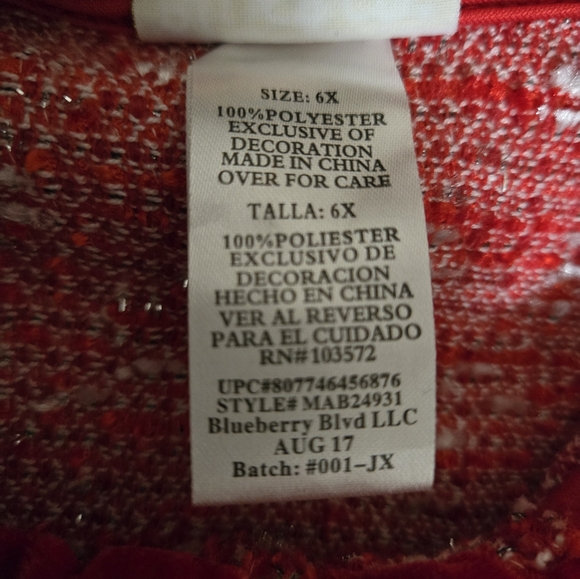 SIZE: 6X
100%POLYESTER
EXCLUSIVE OF
DECORATION
MADE IN CHINA
OVER FOR CARE
TALLA: 6X
100%POLIESTER
EXCLUSIVO DE
DECORACION
HECHO EN CHINA
VER AL REVERSO
PARA EL CUIDADO
RN#103572
UPC#807746456876
STYLE# MAB24931
Blueberry Blvd LLC
AUG 17
Batch: #001-JX